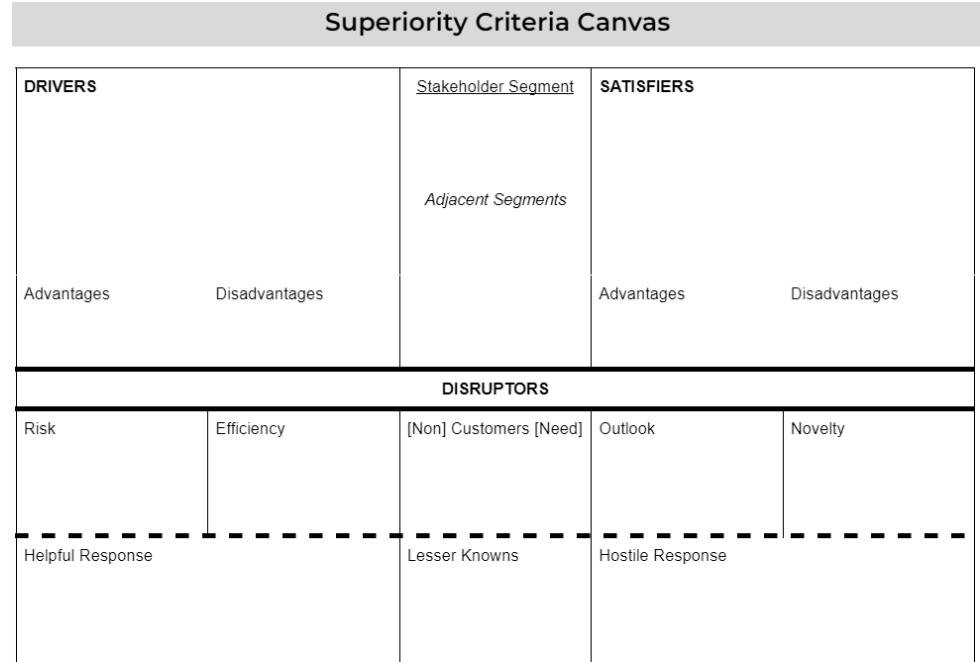 Superiority Criteria Canvas
DRIVERS
Stakeholder Segment
SATISFIERS
Adjacent Segments
Advantages
Disadvantages
Advantages
Disadvantages
DISRUPTORS
Risk
Efficiency
[Non] Customers [Need]
Outlook
Novelty
Helpful Response
Lesser Knowns
Hostile Response